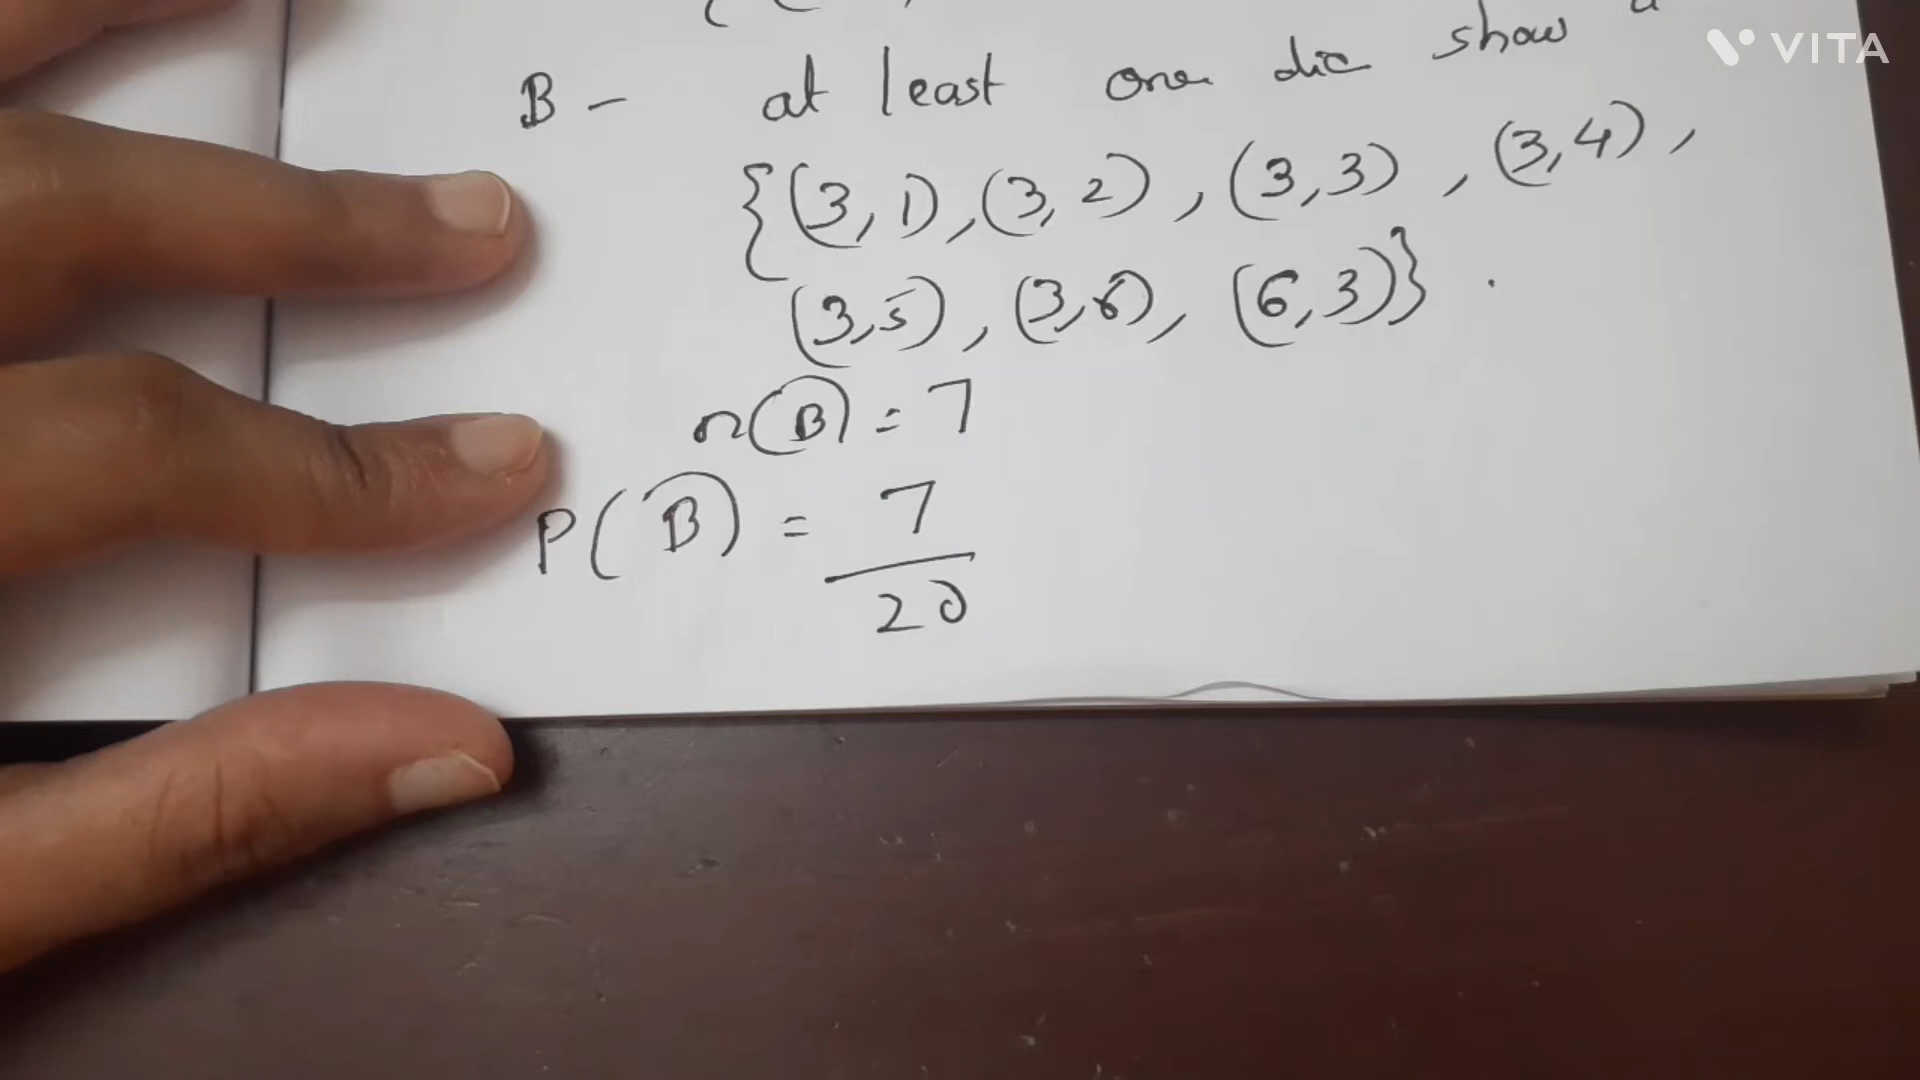 VITA
B - at least one die show a
{(3,1), (3,2), (3,3), (3,4),
(3,5), (3,6), (6,3)}.
n(B) = 7
P(B) = 7
20